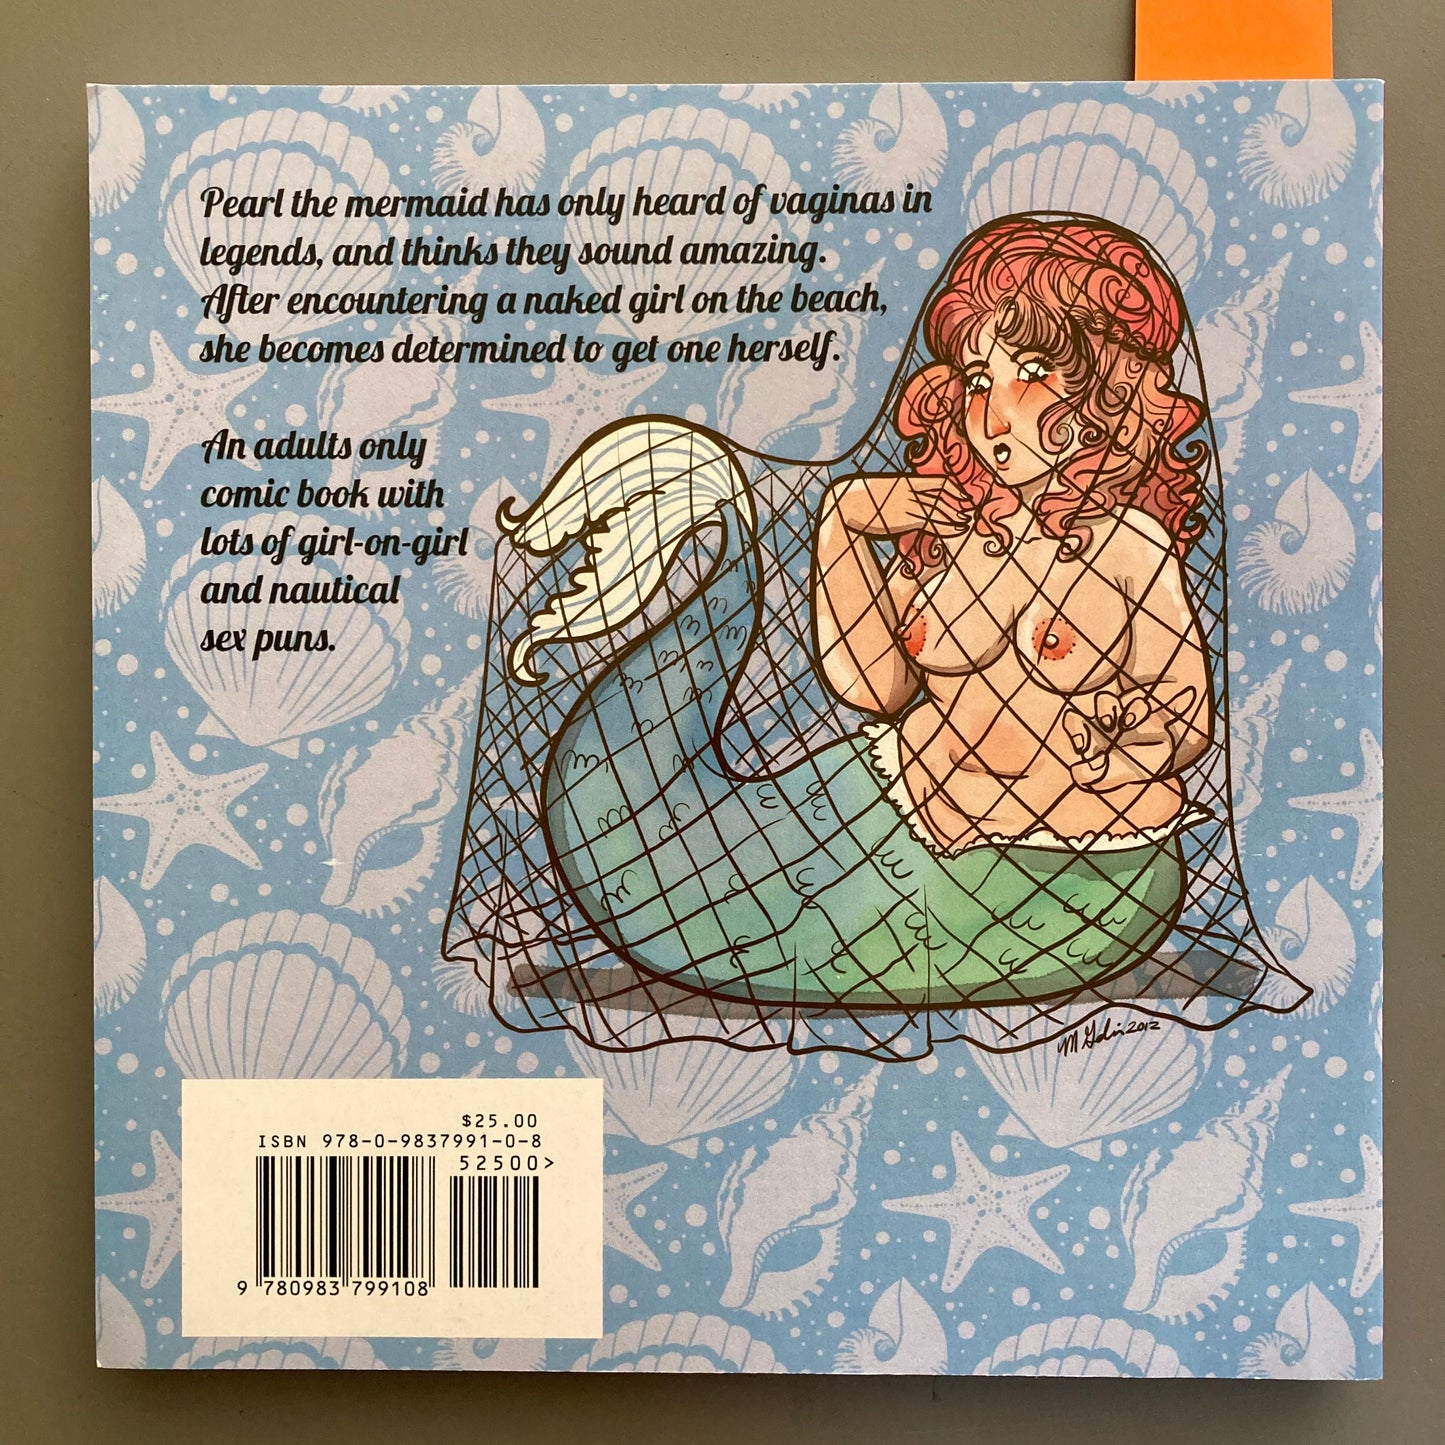 Pearl the mermaid has only heard of vaginas in
legends, and thinks they sound amazing.
After encountering a naked girl on the beach,
she becomes determined to get one herself.
An adults only
comic book with
lots of girl-on-girl
and nautical
sex puns.
2012
$25.00
ISBN 978-0-9837991-0-8
52500>
9 780983 799108